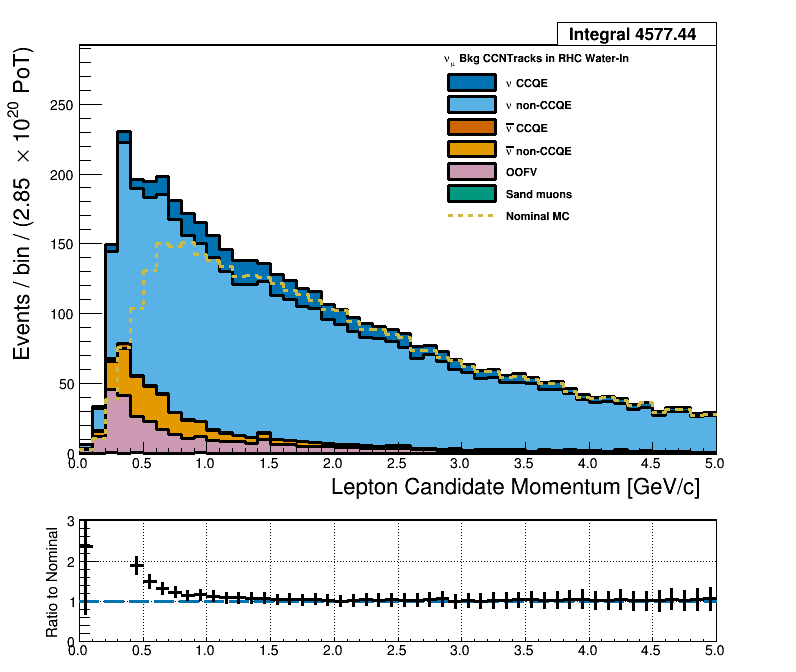 Integral 4577.44
ν_μ Bkg CCNTracks in RHC Water-In
ν CCQE
ν non-CCQE
ν̅ CCQE
ν̅ non-CCQE
OOFV
Sand muons
Nominal MC
Events / bin / (2.85 × 10^20 PoT)
250
200
150
100
50
0
0.0 0.5 1.0 1.5 2.0 2.5 3.0 3.5 4.0 4.5 5.0
Lepton Candidate Momentum [GeV/c]
Ratio to Nominal
3
2
1
0
0.0 0.5 1.0 1.5 2.0 2.5 3.0 3.5 4.0 4.5 5.0